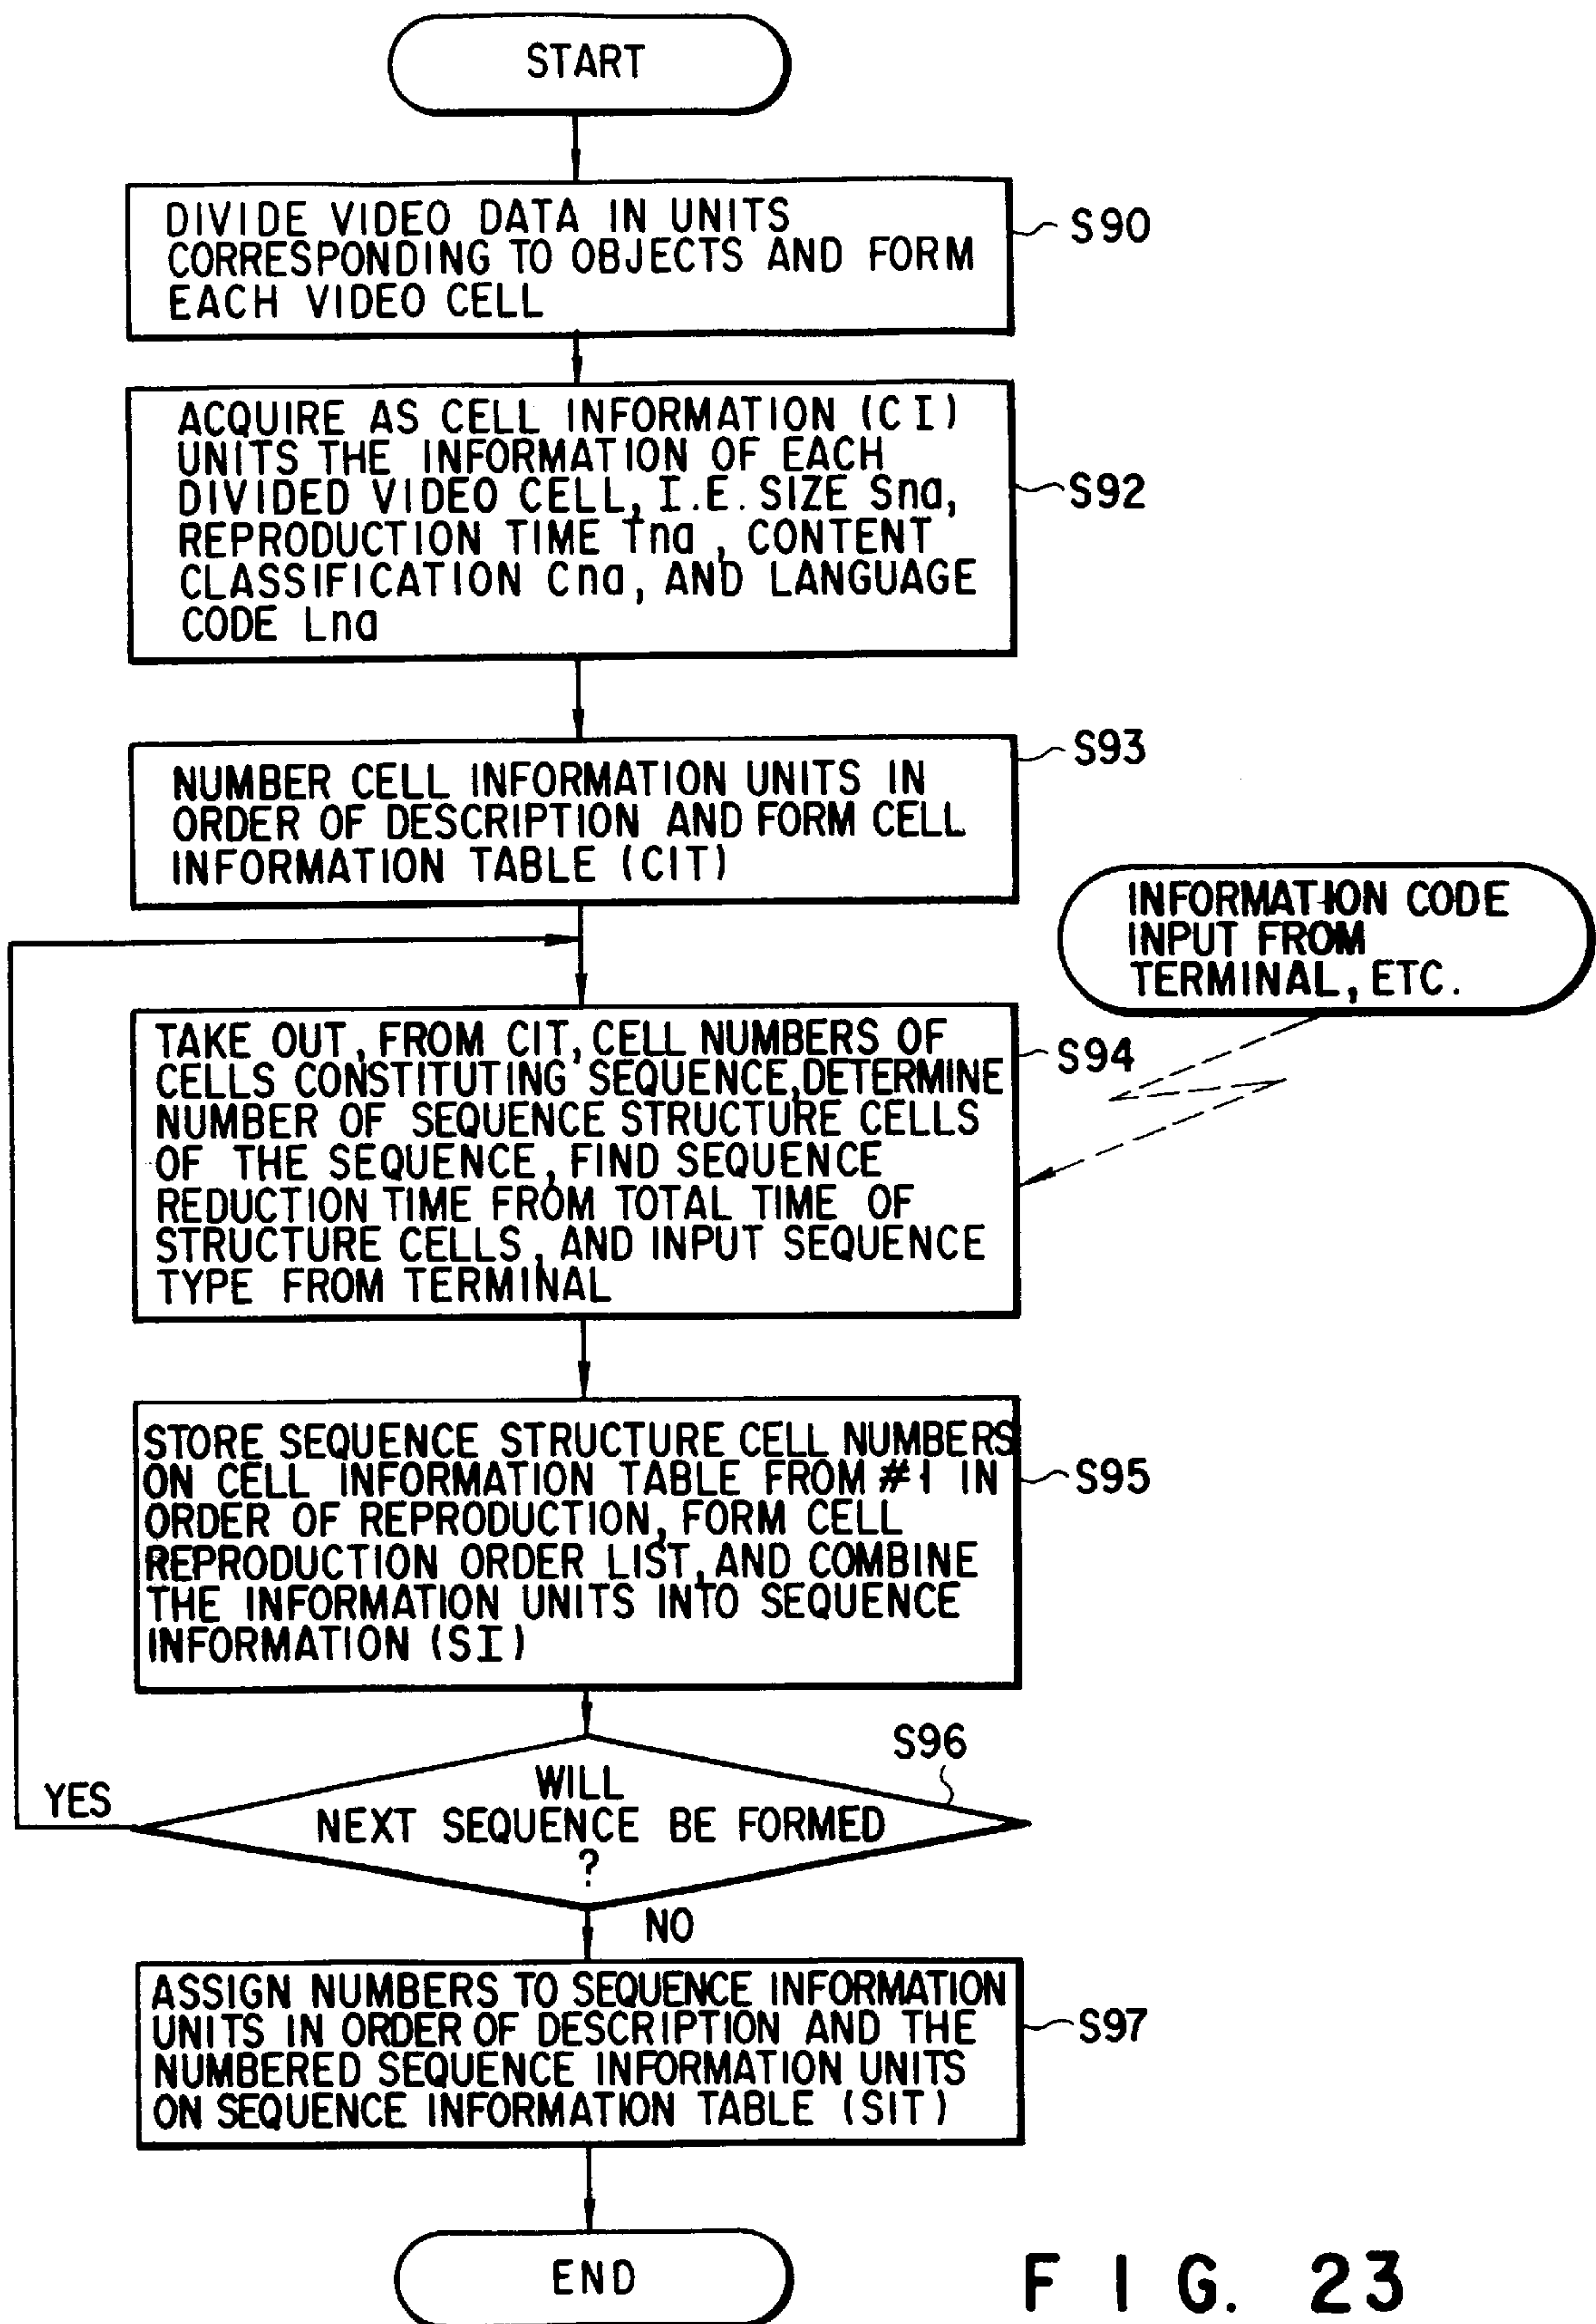 START
DIVIDE VIDEO DATA IN UNITS
CORRESPONDING TO OBJECTS AND FORM
EACH VIDEO CELL
S90
ACQUIRE AS CELL INFORMATION (CI)
UNITS THE INFORMATION OF EACH
DIVIDED VIDEO CELL, I.E. SIZE Sna,
REPRODUCTION TIME Tna, CONTENT
CLASSIFICATION Cna, AND LANGUAGE
CODE Lna
S92
NUMBER CELL INFORMATION UNITS IN
ORDER OF DESCRIPTION AND FORM CELL
INFORMATION TABLE (CIT)
S93
INFORMATION CODE
INPUT FROM
TERMINAL, ETC.
TAKE OUT, FROM CIT, CELL NUMBERS OF
CELLS CONSTITUTING SEQUENCE, DETERMINE
NUMBER OF SEQUENCE STRUCTURE CELLS
OF THE SEQUENCE, FIND SEQUENCE
REDUCTION TIME FROM TOTAL TIME OF
STRUCTURE CELLS, AND INPUT SEQUENCE
TYPE FROM TERMINAL
S94
STORE SEQUENCE STRUCTURE CELL NUMBERS
ON CELL INFORMATION TABLE FROM #1 IN
ORDER OF REPRODUCTION, FORM CELL
REPRODUCTION ORDER LIST, AND COMBINE
THE INFORMATION UNITS INTO SEQUENCE
INFORMATION (SI)
S95
S96
WILL
NEXT SEQUENCE BE FORMED
?
YES
NO
ASSIGN NUMBERS TO SEQUENCE INFORMATION
UNITS IN ORDER OF DESCRIPTION AND THE
NUMBERED SEQUENCE INFORMATION UNITS
ON SEQUENCE INFORMATION TABLE (SIT)
S97
END
FIG. 23